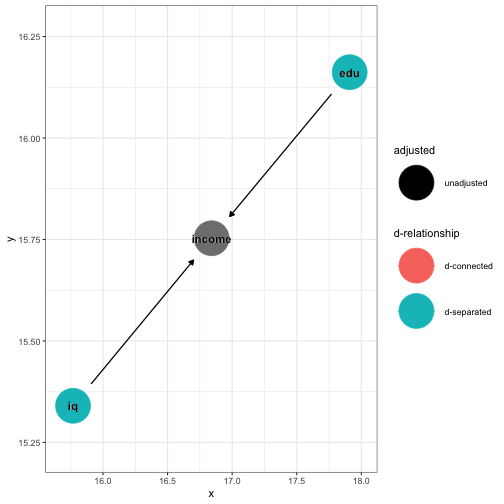 16.25
16.00
15.75
15.50
15.25
y
edu
income
iq
16.0 16.5 17.0 17.5 18.0
x
adjusted
unadjusted
d-relationship
d-connected
d-separated